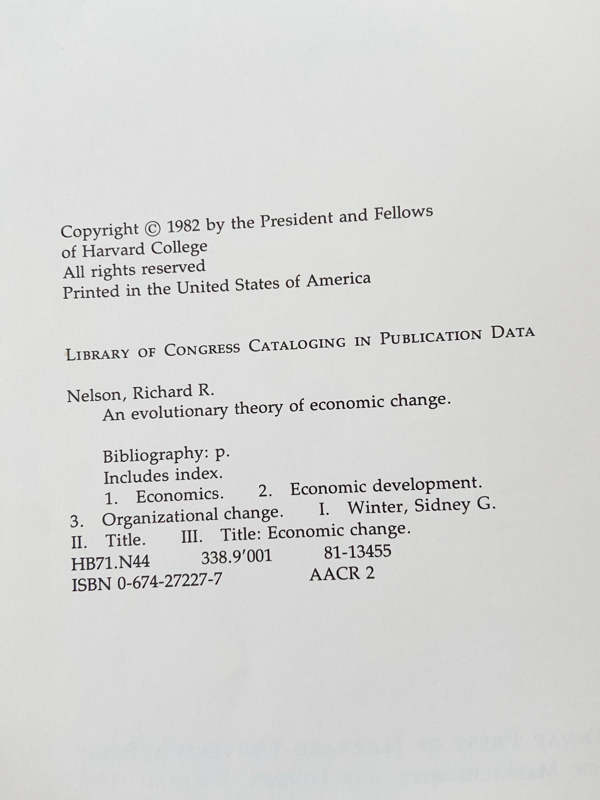 Copyright © 1982 by the President and Fellows
of Harvard College
All rights reserved
Printed in the United States of America
Library of Congress Cataloging in Publication Data
Nelson, Richard R.
An evolutionary theory of economic change.
Bibliography: p.
Includes index.
1. Economics. 2. Economic development.
3. Organizational change. I. Winter, Sidney G.
II. Title. III. Title: Economic change.
HB71.N44 338.9'001 81-13455
ISBN 0-674-27227-7 AACR 2